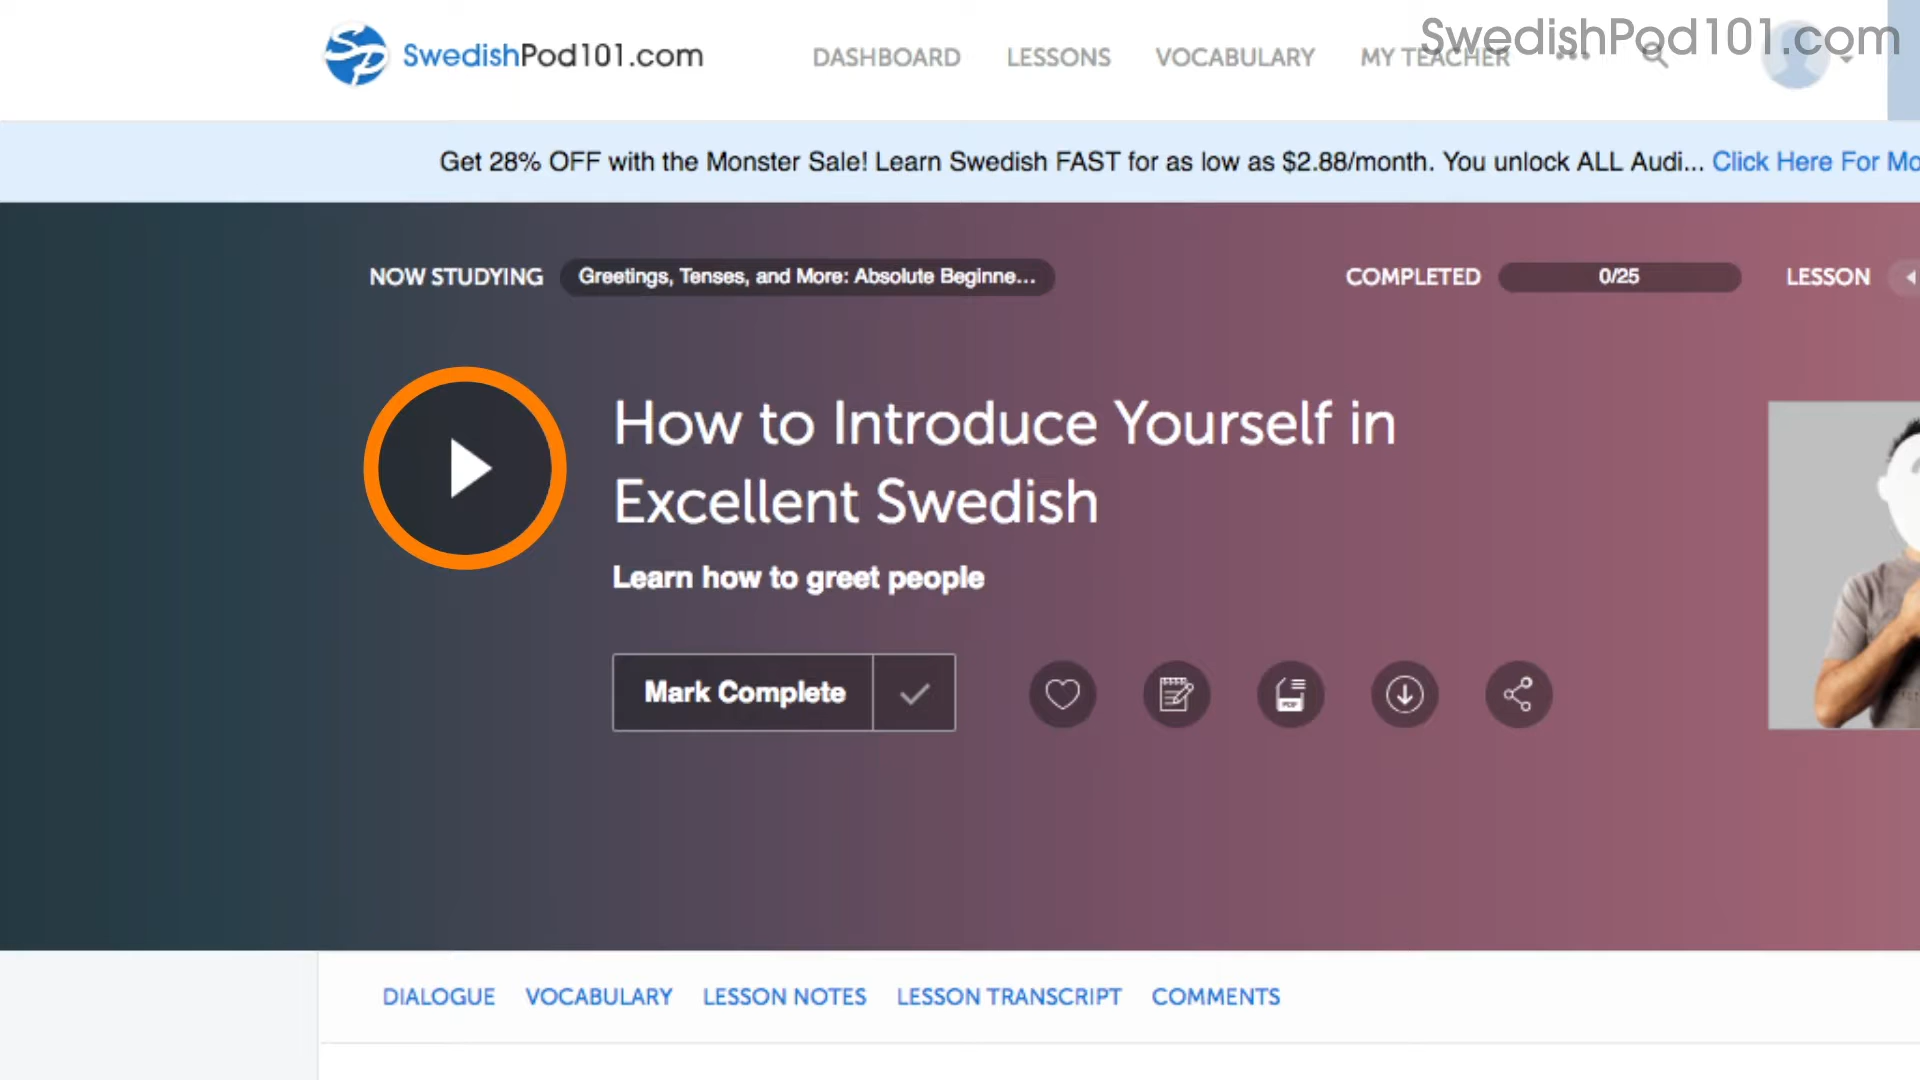 SwedishPod101.com
SwedishPod101.com
DASHBOARD
LESSONS
VOCABULARY
MY TEACHER
Get 28% OFF with the Monster Sale! Learn Swedish FAST for as low as $2.88/month. You unlock ALL Audi... Click Here For Mo
NOW STUDYING
Greetings, Tenses, and More: Absolute Beginne...
COMPLETED
0/25
LESSON
How to Introduce Yourself in
Excellent Swedish
Learn how to greet people
Mark Complete
PDF
DIALOGUE
VOCABULARY
LESSON NOTES
LESSON TRANSCRIPT
COMMENTS